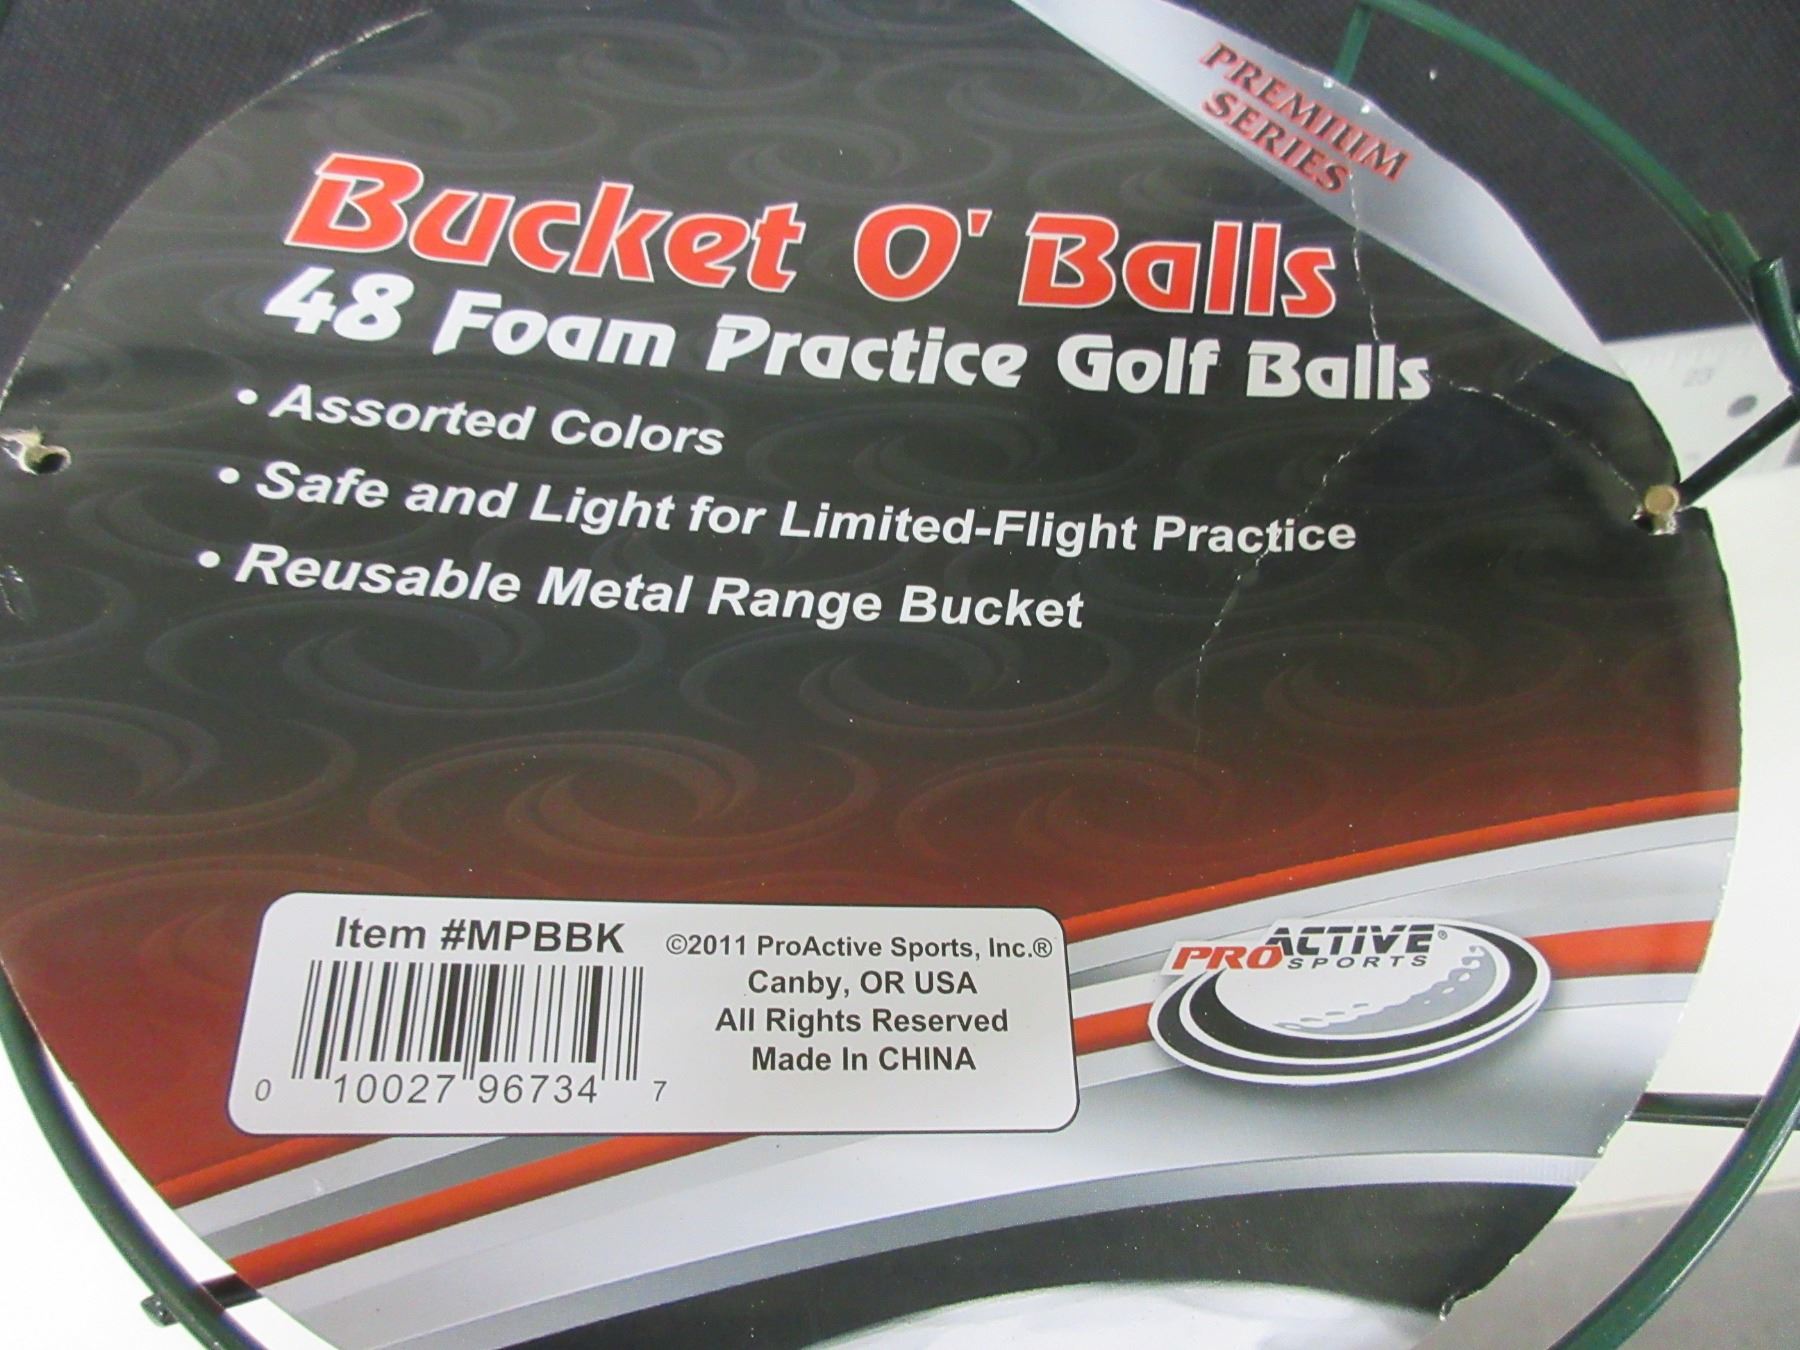 PREMIUM
SERIES
Bucket O' Balls
48 Foam Practice Golf Balls
• Assorted Colors
• Safe and Light for Limited-Flight Practice
• Reusable Metal Range Bucket
Item #MPBBK
0 10027 96734 7
©2011 ProActive Sports, Inc.®
Canby, OR USA
All Rights Reserved
Made In CHINA
PROACTIVE®
SPORTS
23